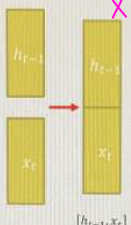 h_{t-1}
h_{t-1}
x_t
x_t
[h_{t-1}, x_t]